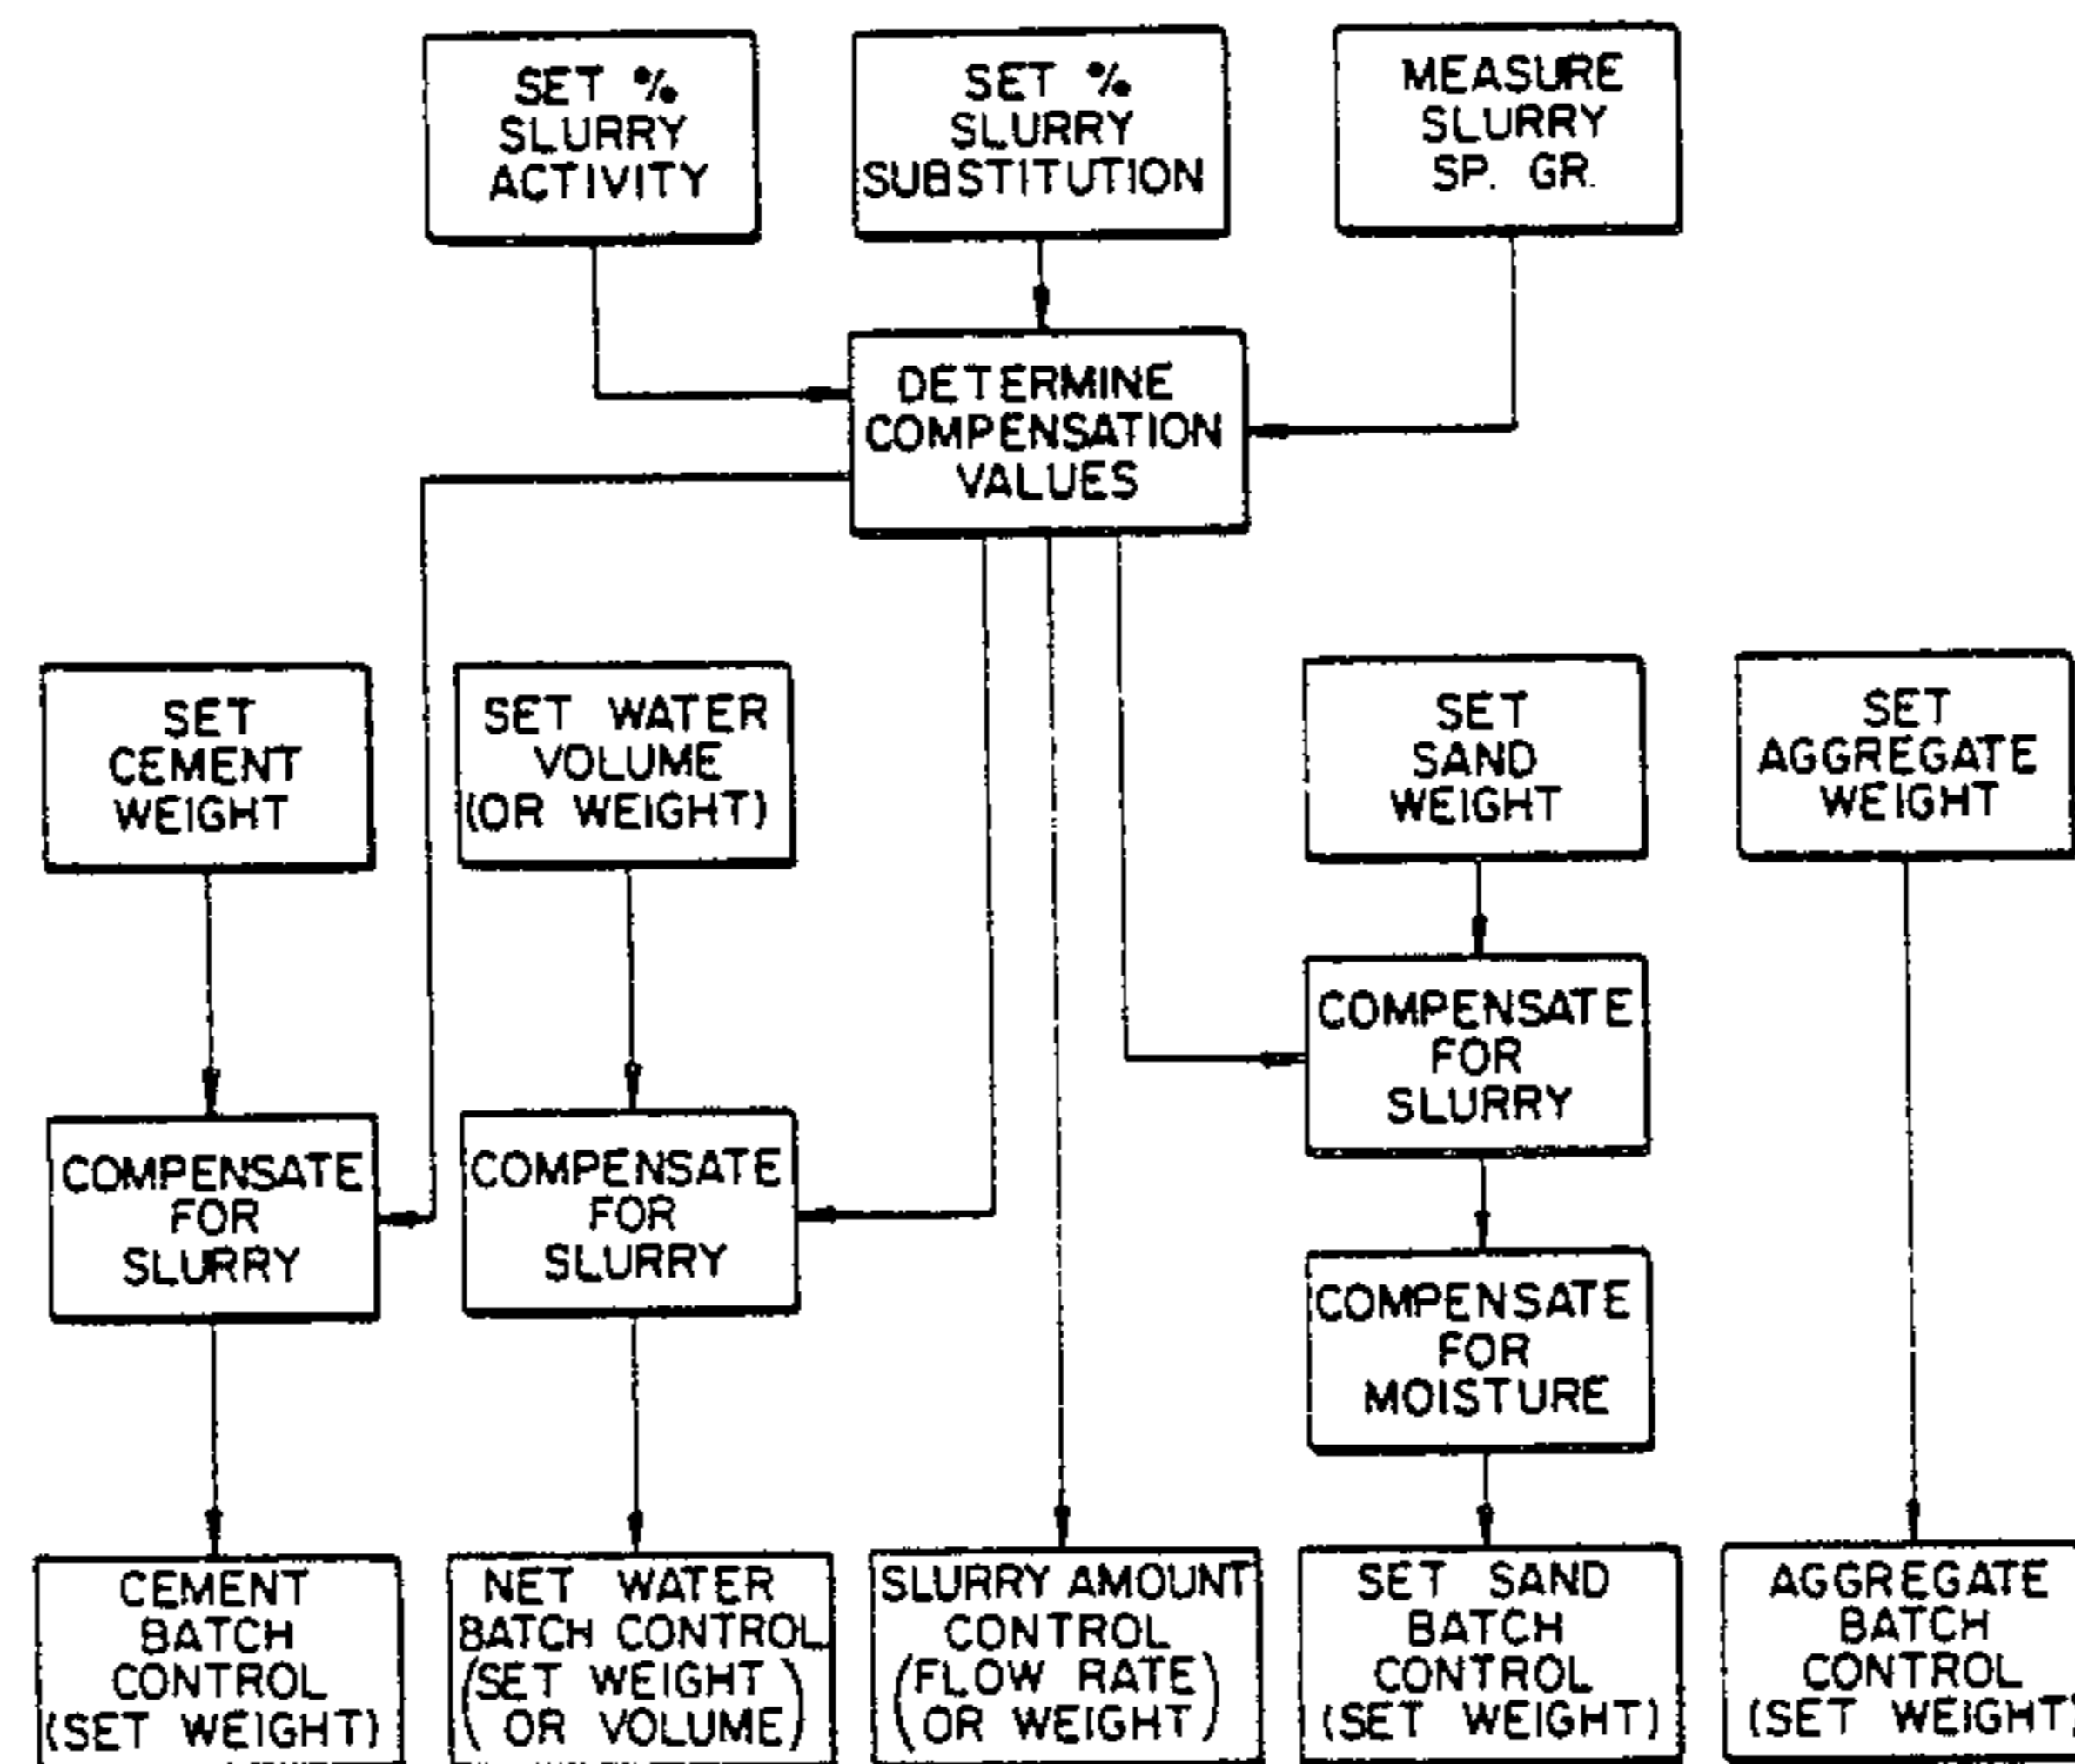 SET %
SLURRY
ACTIVITY
SET %
SLURRY
SUBSTITUTION
MEASURE
SLURRY
SP. GR.
DETERMINE
COMPENSATION
VALUES
SET
CEMENT
WEIGHT
SET WATER
VOLUME
(OR WEIGHT)
SET
SAND
WEIGHT
SET
AGGREGATE
WEIGHT
COMPENSATE
FOR
SLURRY
COMPENSATE
FOR
SLURRY
COMPENSATE
FOR
SLURRY
COMPENSATE
FOR
MOISTURE
CEMENT
BATCH
CONTROL
(SET WEIGHT)
NET WATER
BATCH CONTROL
(SET WEIGHT
OR VOLUME)
SLURRY AMOUNT
CONTROL
(FLOW RATE
OR WEIGHT)
SET SAND
BATCH
CONTROL
(SET WEIGHT)
AGGREGATE
BATCH
CONTROL
(SET WEIGHT)